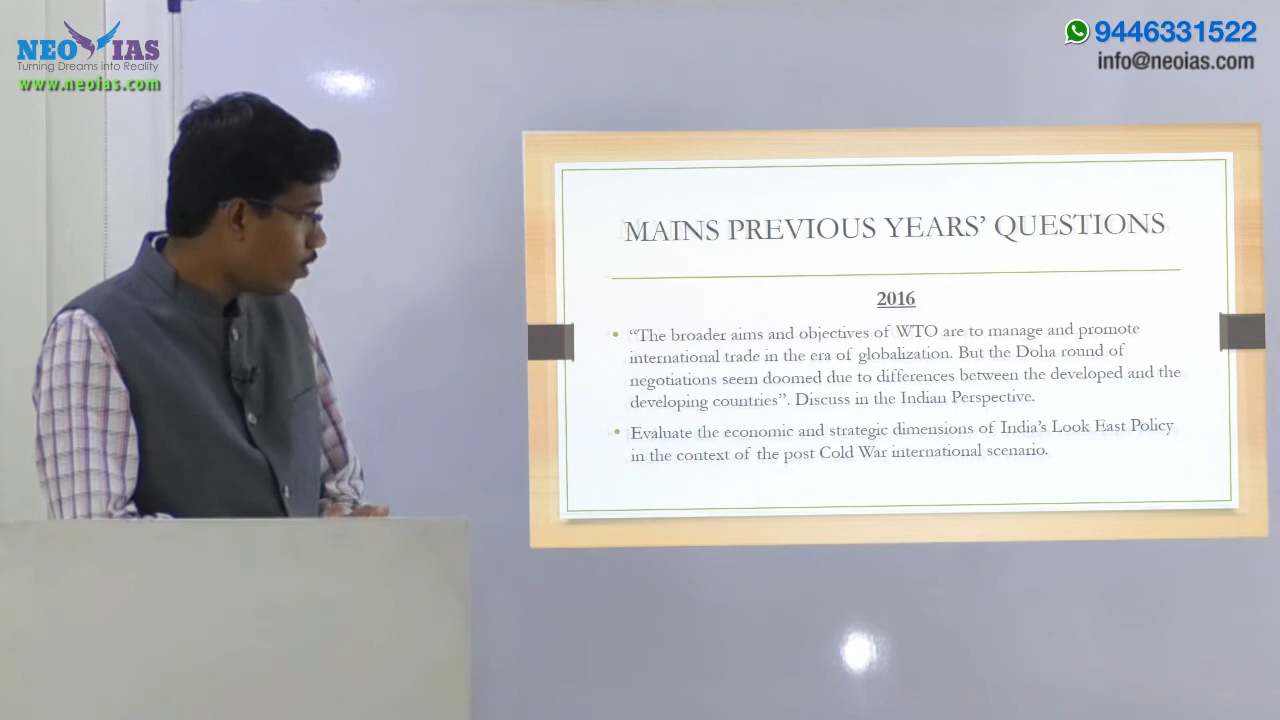 NEO IAS
Turning Dreams into Reality
www.neoias.com
9446331522
info@neoias.com
MAINS PREVIOUS YEARS’ QUESTIONS
2016
• “The broader aims and objectives of WTO are to manage and promote
international trade in the era of globalization. But the Doha round of
negotiations seem doomed due to differences between the developed and the
developing countries”. Discuss in the Indian Perspective.
• Evaluate the economic and strategic dimensions of India’s Look East Policy
in the context of the post Cold War international scenario.